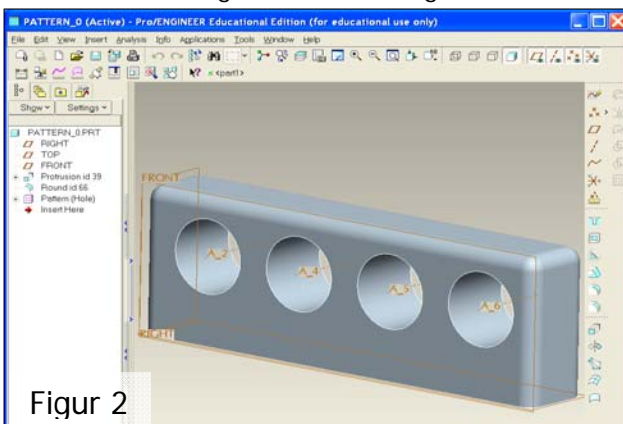 PATTERN_0 (Active) - Pro/ENGINEER Educational Edition (for educational use only)
File Edit View Insert Analysis Info Applications Tools Window Help
<part1>
Show Settings
PATTERN_0.PRT
RIGHT
TOP
FRONT
Protrusion id 39
Round id 66
Pattern (Hole)
Insert Here
FRONT
A_2
A_4
A_5
A_6
RIGHT
Figur 2